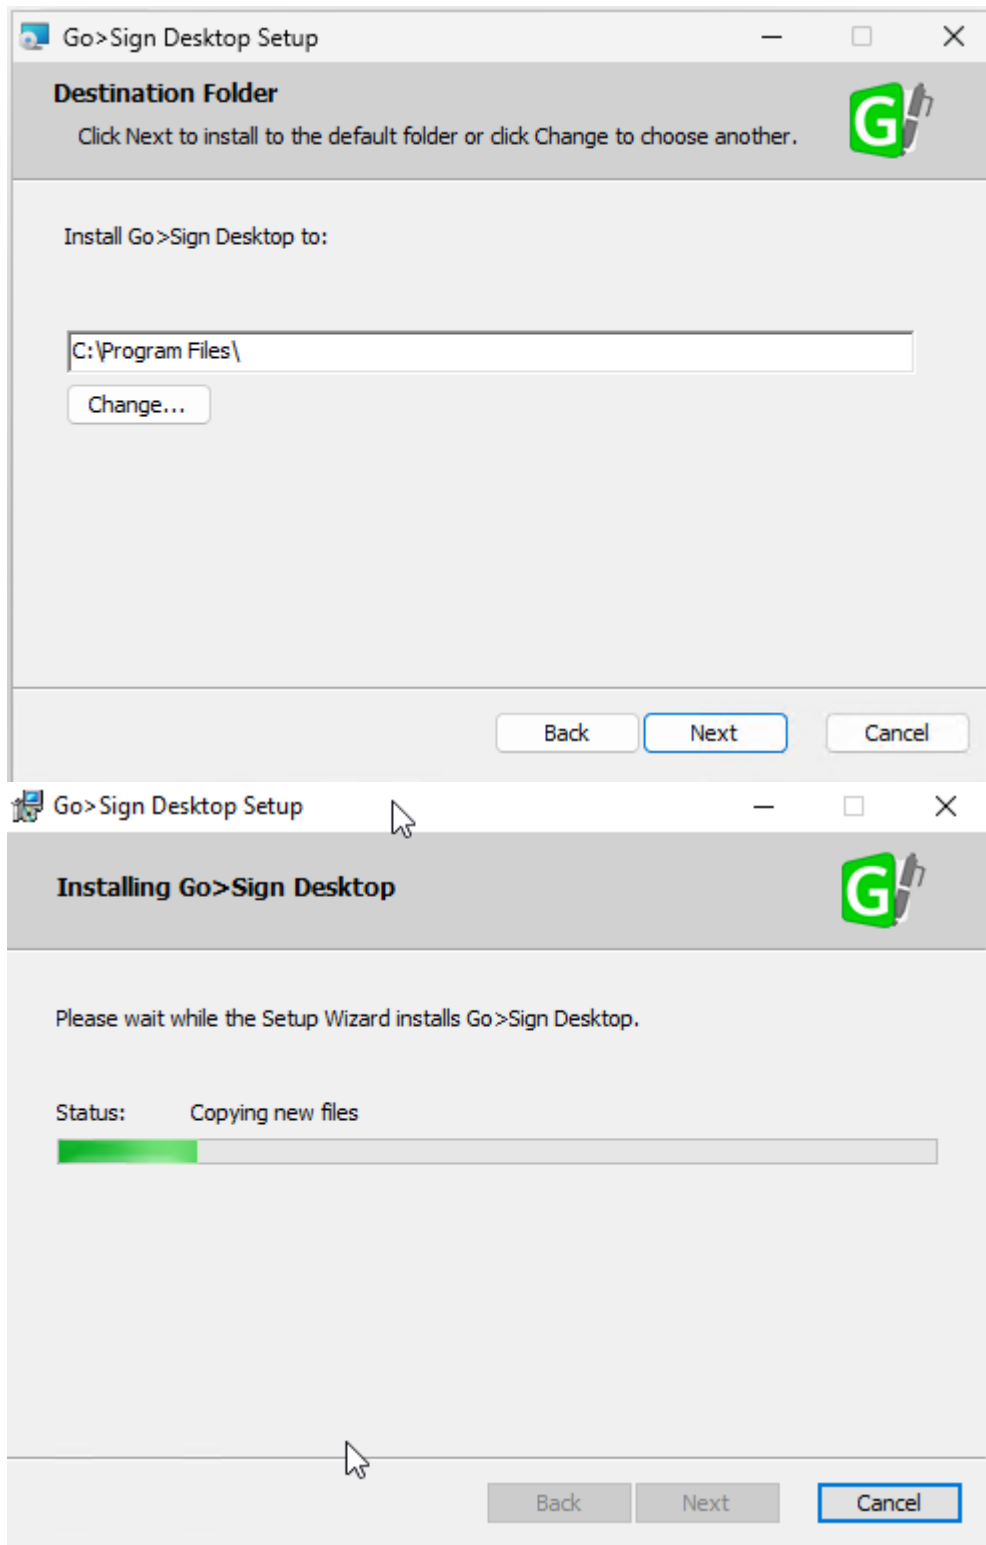 Go>Sign Desktop Setup
Destination Folder
Click Next to install to the default folder or click Change to choose another.
G
Install Go>Sign Desktop to:
C:\Program Files\
Change...
Back Next Cancel
Go>Sign Desktop Setup
Installing Go>Sign Desktop
G
Please wait while the Setup Wizard installs Go>Sign Desktop.
Status: Copying new files
Back Next Cancel